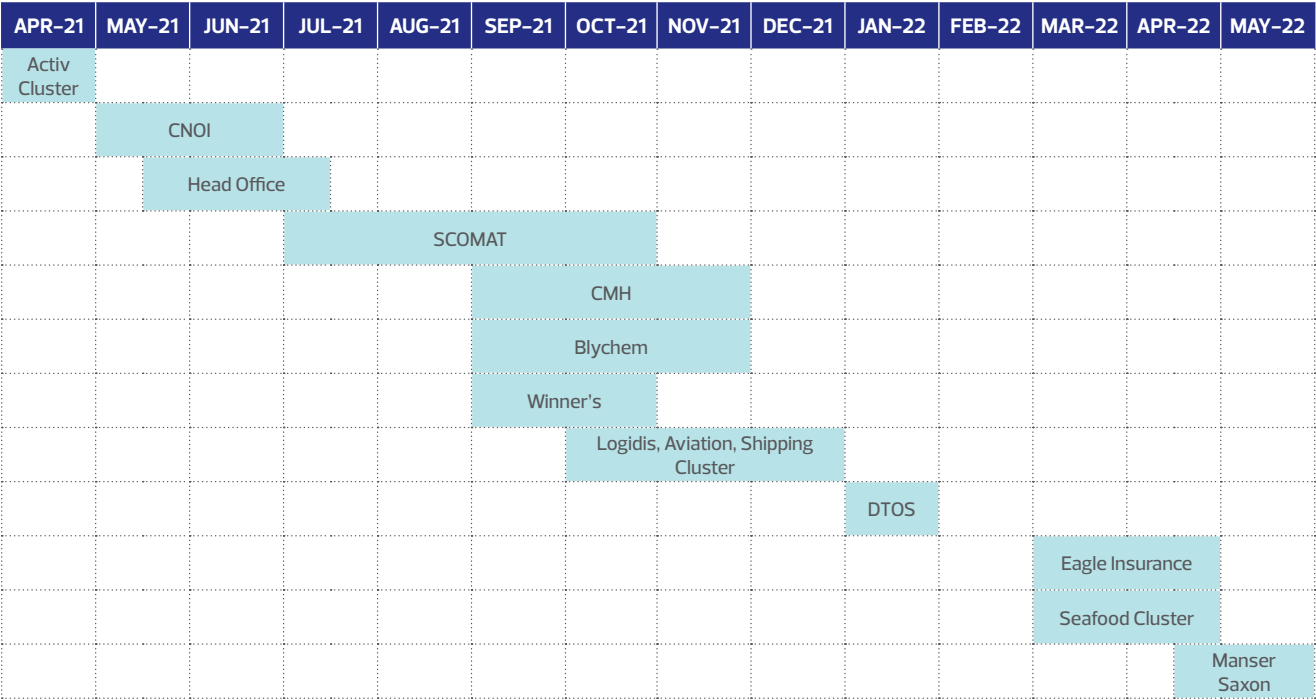 APR–21 MAY–21 JUN–21 JUL–21 AUG–21 SEP–21 OCT–21 NOV–21 DEC–21 JAN–22 FEB–22 MAR–22 APR–22 MAY–22
Activ
Cluster
CNOI
Head Office
SCOMAT
CMH
Blychem
Winner’s
Logidis, Aviation, Shipping
Cluster
DTOS
Eagle Insurance
Seafood Cluster
Manser
Saxon